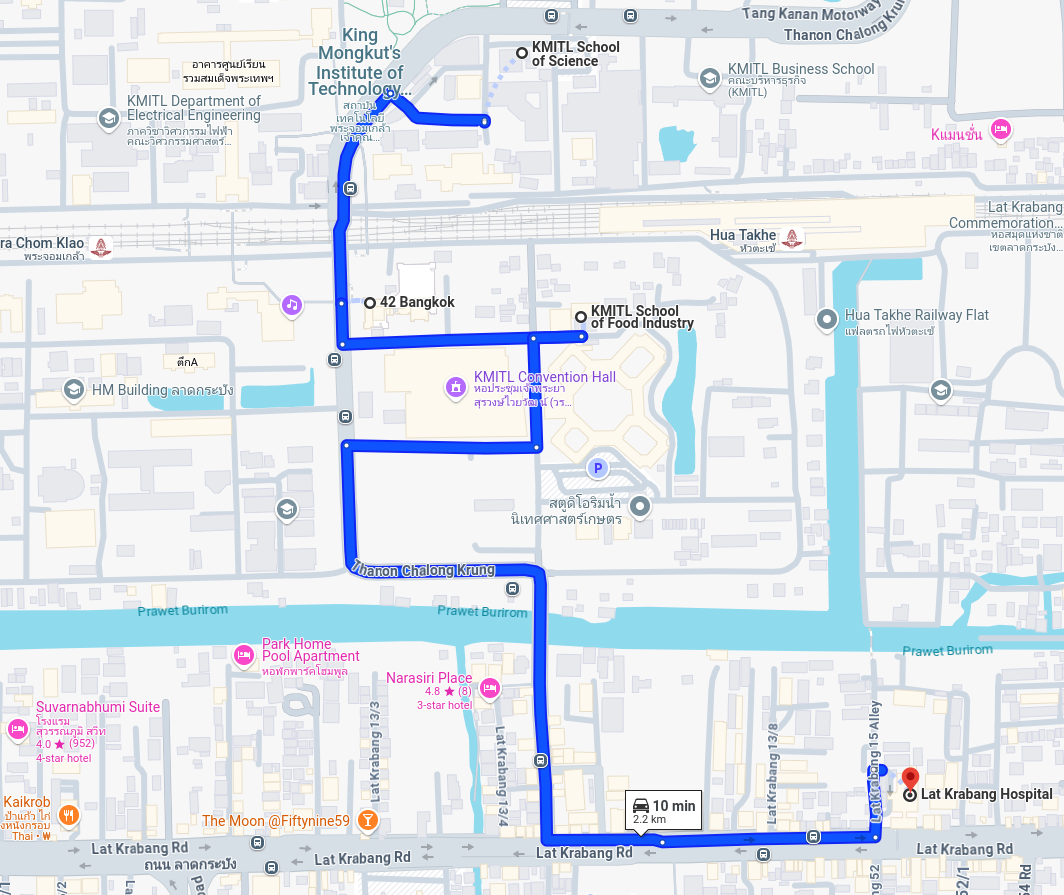 Tang Kanan Motorway
Thanon Chalong Krung
King
Mongkut's
Institute of
Technology...
สถาบัน
เทคโนโลยี
พระจอมเกล้า
เจ้าคุณ...
KMITL School
of Science
อาคารศูนย์เรียน
รวมสมเด็จพระเทพฯ
KMITL Business School
คณะบริหารธุรกิจ
(KMITL)
KMITL Department of
Electrical Engineering
ภาควิชาวิศวกรรมไฟฟ้า
คณะวิศวกรรมศาสตร์...
Kแมนชั่น
Lat Krabang
Commemoration...
หอสมุดแห่งชาติ
เขตลาดกระบัง...
ra Chom Klao
พระจอมเกล้า
Hua Takhe
หัวตะเข้
42 Bangkok
KMITL School
of Food Industry
Hua Takhe Railway Flat
แฟลตรถไฟหัวตะเข้
ตึกA
HM Building ลาดกระบัง
KMITL Convention Hall
หอประชุมเจ้าพระยา
สุรวงษ์ไวยวัฒน์ (วร...
P
สตูดิโอริมน้ำ
นิเทศศาสตร์เกษตร
Thanon Chalong Krung
Prawet Burirom
Prawet Burirom
Prawet Burirom
Park Home
Pool Apartment
หอพักพาร์คโฮมพูล
Narasiri Place
4.8 ★ (8)
3-star hotel
Suvarnabhumi Suite
โรงแรม
สุวรรณภูมิ สวีท
4.0 ★ (952)
4-star hotel
Lat Krabang 13/3
Lat Krabang 13/4
Lat Krabang 13/8
Lat Krabang 15 Alley
Kaikrob
ป้าแก้ว ไก่
Thai • ₩
The Moon @Fiftynine59
10 min
2.2 km
Lat Krabang Hospital
Lat Krabang Rd
ถนน ลาดกระบัง
Lat Krabang Rd
Lat Krabang Rd
Lat Krabang Rd